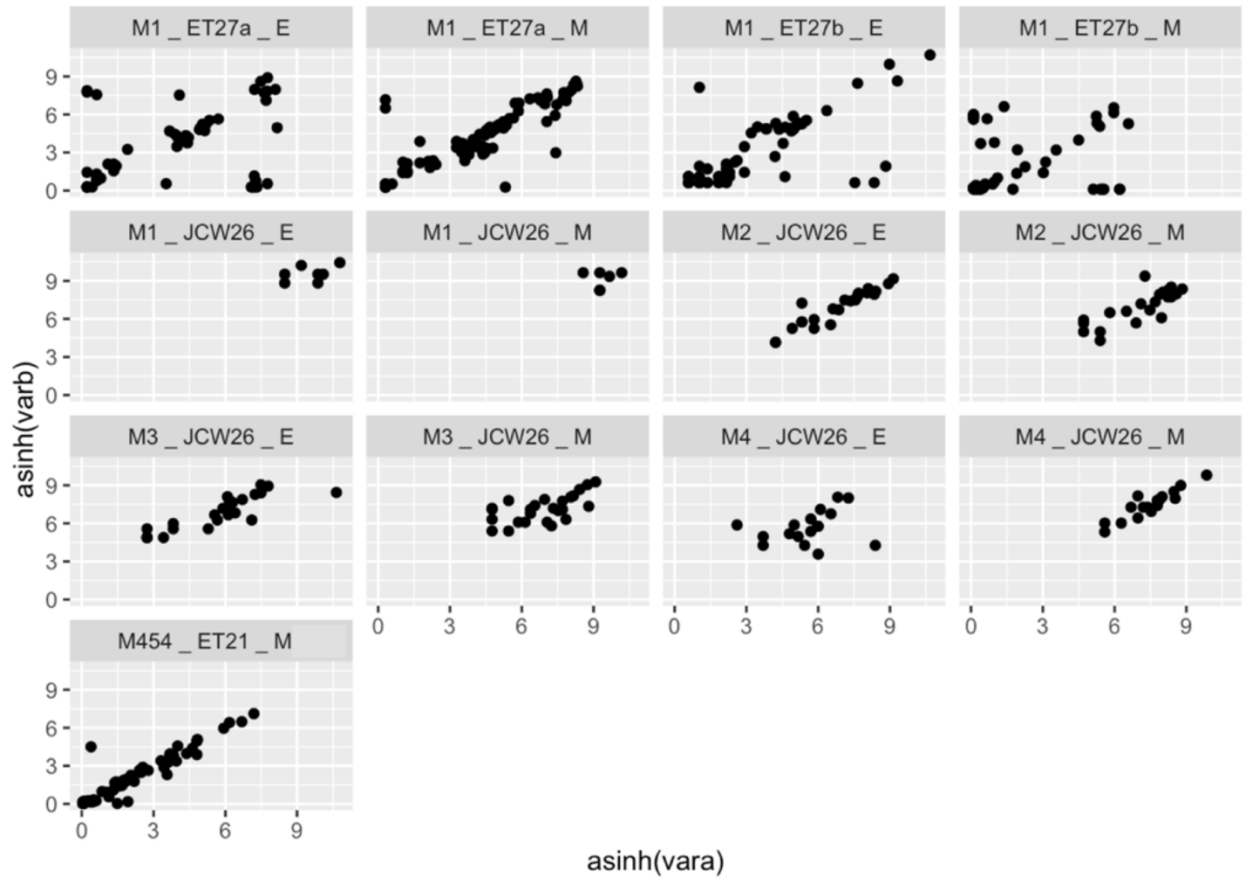 M1 _ ET27a _ E
M1 _ ET27a _ M
M1 _ ET27b _ E
M1 _ ET27b _ M
9
6
3
0
M1 _ JCW26 _ E
M1 _ JCW26 _ M
M2 _ JCW26 _ E
M2 _ JCW26 _ M
9
6
3
0
asinh(varb)
M3 _ JCW26 _ E
M3 _ JCW26 _ M
M4 _ JCW26 _ E
M4 _ JCW26 _ M
9
6
3
0
0 3 6 9
0 3 6 9
0 3 6 9
M454 _ ET21 _ M
9
6
3
0
0 3 6 9
asinh(vara)